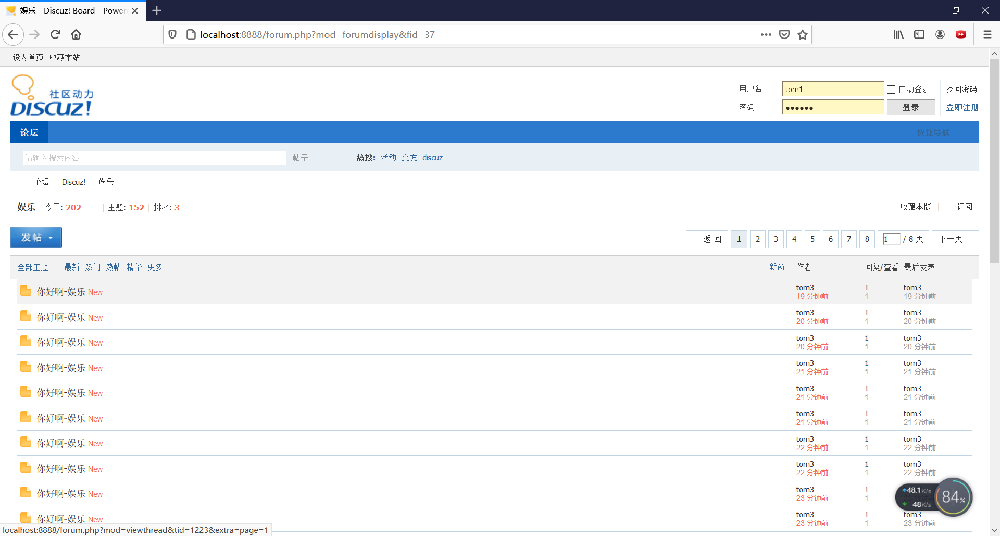 娱乐 - Discuz! Board - Power
localhost:8888/forum.php?mod=forumdisplay&fid=37
设为首页 收藏本站
社区动力
DISCUZ!
用户名 tom1 自动登录 找回密码
密码 ●●●●●● 登录 立即注册
论坛 快捷导航
请输入搜索内容 帖子 热搜: 活动 交友 discuz
论坛 Discuz! 娱乐
娱乐 今日: 202 | 主题: 152 | 排名: 3 收藏本版 | 订阅
发帖 返 回 1 2 3 4 5 6 7 8 1 / 8 页 下一页
全部主题 最新 热门 热帖 精华 更多 新窗 作者 回复/查看 最后发表
你好啊-娱乐 New tom3 1 tom3
19 分钟前 1 19 分钟前
你好啊-娱乐 New tom3 1 tom3
20 分钟前 1 20 分钟前
你好啊-娱乐 New tom3 1 tom3
20 分钟前 1 20 分钟前
你好啊-娱乐 New tom3 1 tom3
21 分钟前 1 21 分钟前
你好啊-娱乐 New tom3 1 tom3
21 分钟前 1 21 分钟前
你好啊-娱乐 New tom3 1 tom3
21 分钟前 1 21 分钟前
你好啊-娱乐 New tom3 1 tom3
22 分钟前 1 22 分钟前
你好啊-娱乐 New tom3 1 tom3
22 分钟前 1 22 分钟前
你好啊-娱乐 New tom3 1 tom3
23 分钟前 1 23 分钟前
48.1K/s
48K/s
84%
你好啊-娱乐 New tom3 1 tom3
23 分钟前 1 23 分钟前
localhost:8888/forum.php?mod=viewthread&tid=1223&extra=page=1